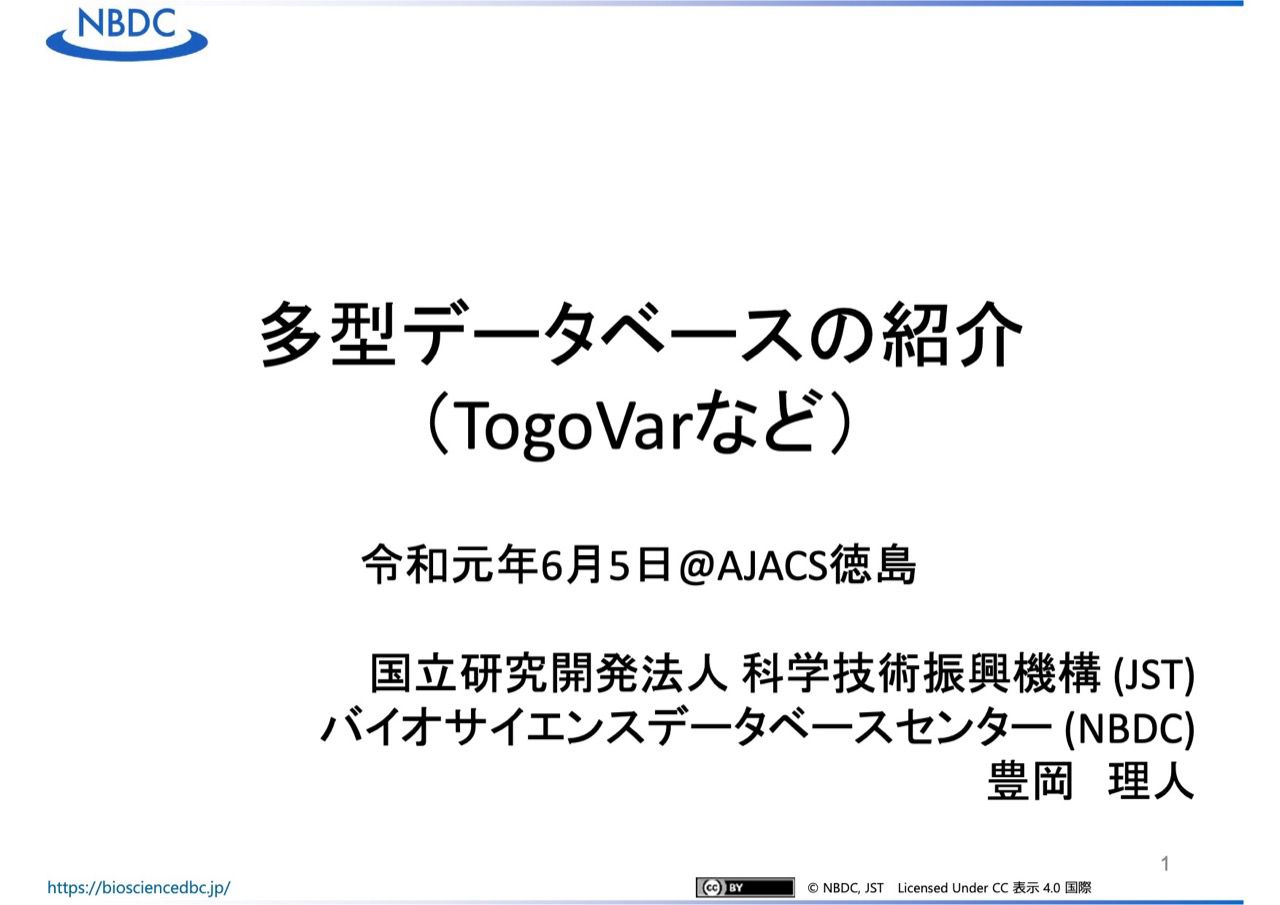 NBDC
多型データベースの紹介
（TogoVarなど）
令和元年6月5日@AJACS徳島
国立研究開発法人 科学技術振興機構 (JST)
バイオサイエンスデータベースセンター (NBDC)
豊岡　理人
1
https://biosciencedbc.jp/
cc BY © NBDC, JST　Licensed Under CC 表示 4.0 国際